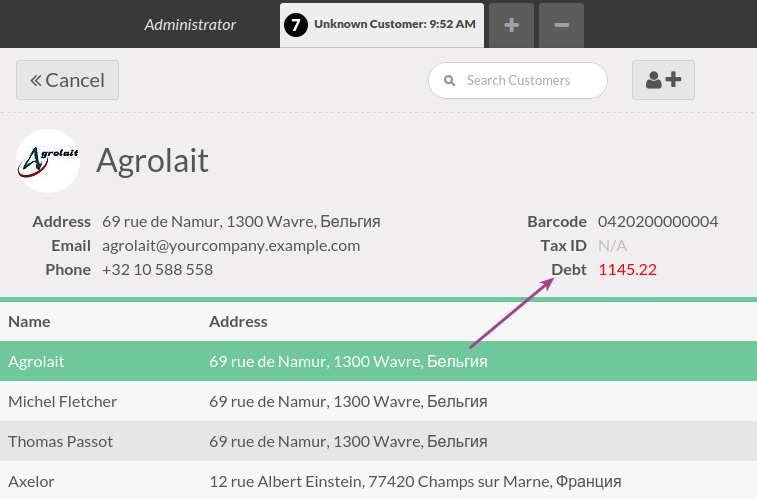 Administrator
7 Unknown Customer: 9:52 AM
Cancel
Search Customers
Agrolait
Agrolait
Address 69 rue de Namur, 1300 Wavre, Бельгия
Barcode 0420200000004
Email agrolait@yourcompany.example.com
Tax ID N/A
Phone +32 10 588 558
Debt 1145.22
Name Address
Agrolait 69 rue de Namur, 1300 Wavre, Бельгия
Michel Fletcher 69 rue de Namur, 1300 Wavre, Бельгия
Thomas Passot 69 rue de Namur, 1300 Wavre, Бельгия
Axelor 12 rue Albert Einstein, 77420 Champs sur Marne, Франция